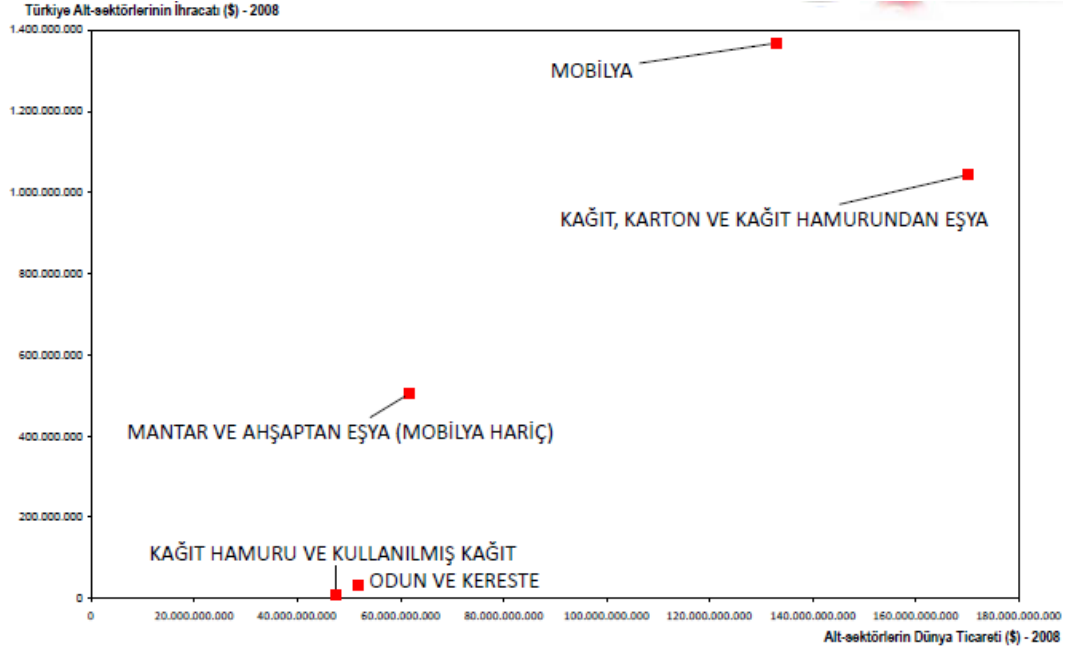 Türkiye Alt-sektörlerinin İhracatı ($) - 2008
1.400.000.000
MOBİLYA
1.200.000.000
1.000.000.000
KAĞIT, KARTON VE KAĞIT HAMURUNDAN EŞYA
800.000.000
600.000.000
400.000.000
MANTAR VE AHŞAPTAN EŞYA (MOBİLYA HARİÇ)
200.000.000
KAĞIT HAMURU VE KULLANILMIŞ KAĞIT
ODUN VE KERESTE
0
0 20.000.000.000 40.000.000.000 60.000.000.000 80.000.000.000 100.000.000.000 120.000.000.000 140.000.000.000 160.000.000.000 180.000.000.000
Alt-sektörlerin Dünya Ticareti ($) - 2008